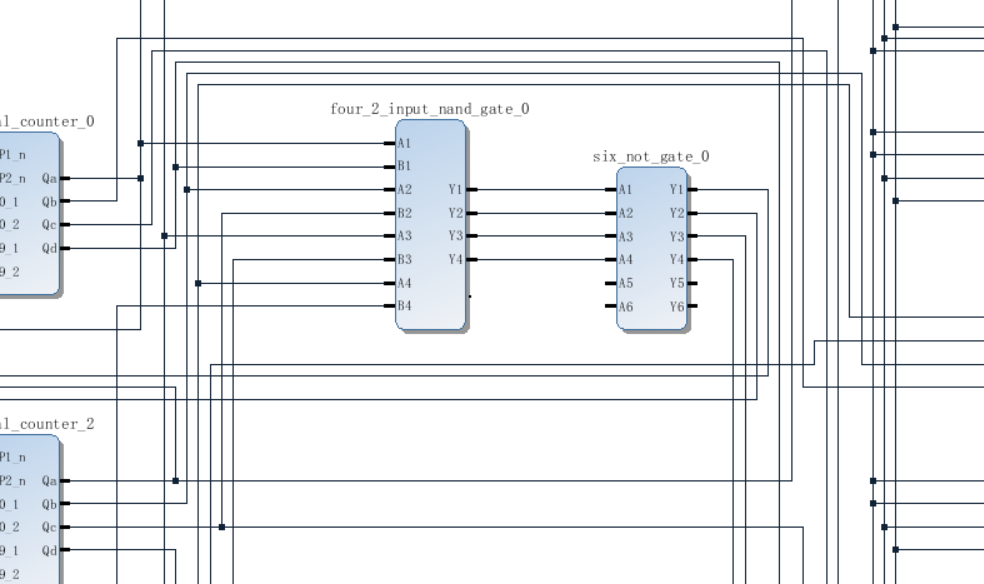 four_2_input_nand_gate_0
al_counter_0
A1
P1_n
B1
six_not_gate_0
P2_n Qa
A2 Y1 A1 Y1
0_1 Qb
B2 Y2 A2 Y2
0_2 Qc
A3 Y3 A3 Y3
9_1 Qd
B3 Y4 A4 Y4
9_2
A4 A5 Y5
B4 A6 Y6
al_counter_2
P1_n
P2_n Qa
0_1 Qb
0_2 Qc
9_1 Qd
9_2